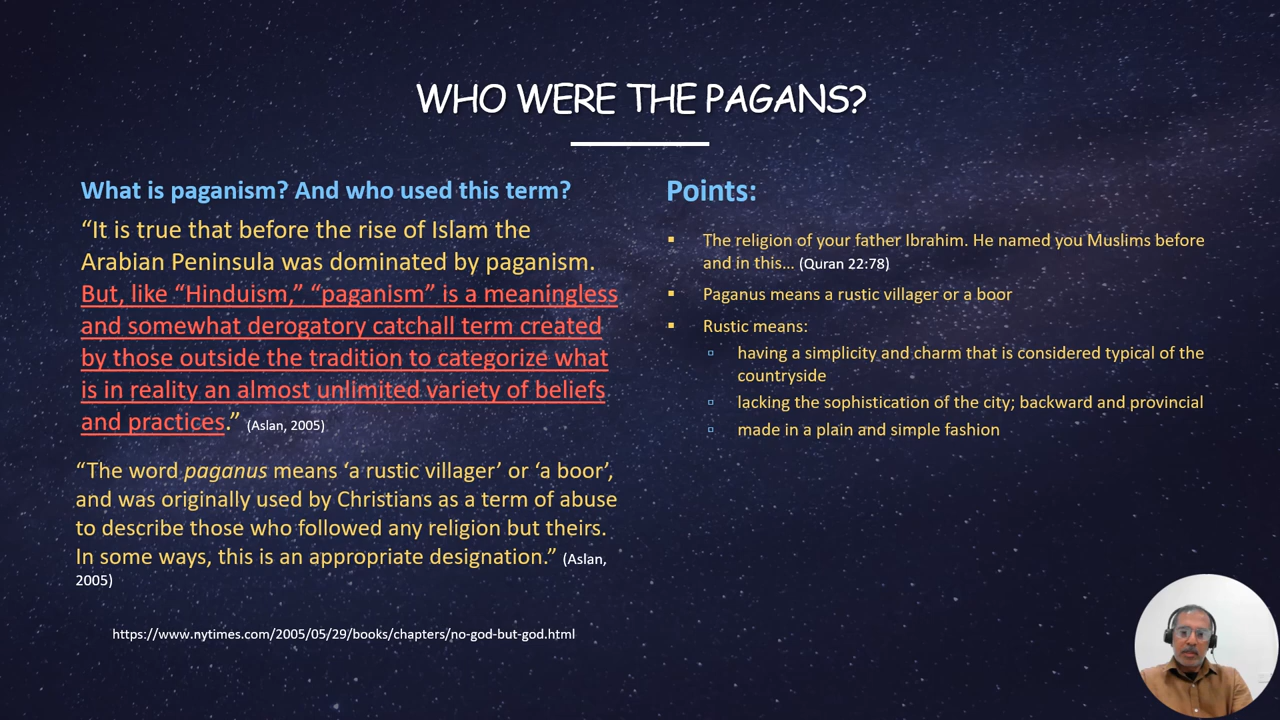 WHO WERE THE PAGANS?
What is paganism? And who used this term?
“It is true that before the rise of Islam the
Arabian Peninsula was dominated by paganism.
But, like “Hinduism,” “paganism” is a meaningless
and somewhat derogatory catchall term created
by those outside the tradition to categorize what
is in reality an almost unlimited variety of beliefs
and practices.” (Aslan, 2005)
“The word paganus means ‘a rustic villager’ or ‘a boor’,
and was originally used by Christians as a term of abuse
to describe those who followed any religion but theirs.
In some ways, this is an appropriate designation.” (Aslan,
2005)
https://www.nytimes.com/2005/05/29/books/chapters/no-god-but-god.html
Points:
▪ The religion of your father Ibrahim. He named you Muslims before
and in this... (Quran 22:78)
▪ Paganus means a rustic villager or a boor
▪ Rustic means:
▫ having a simplicity and charm that is considered typical of the
countryside
▫ lacking the sophistication of the city; backward and provincial
▫ made in a plain and simple fashion